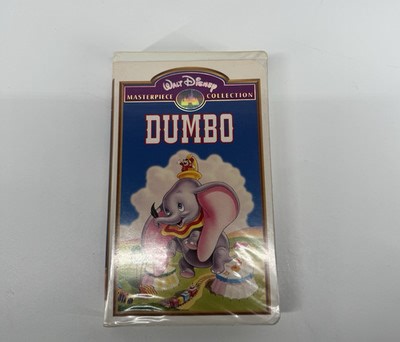 Walt Disney
MASTERPIECE COLLECTION
DUMBO